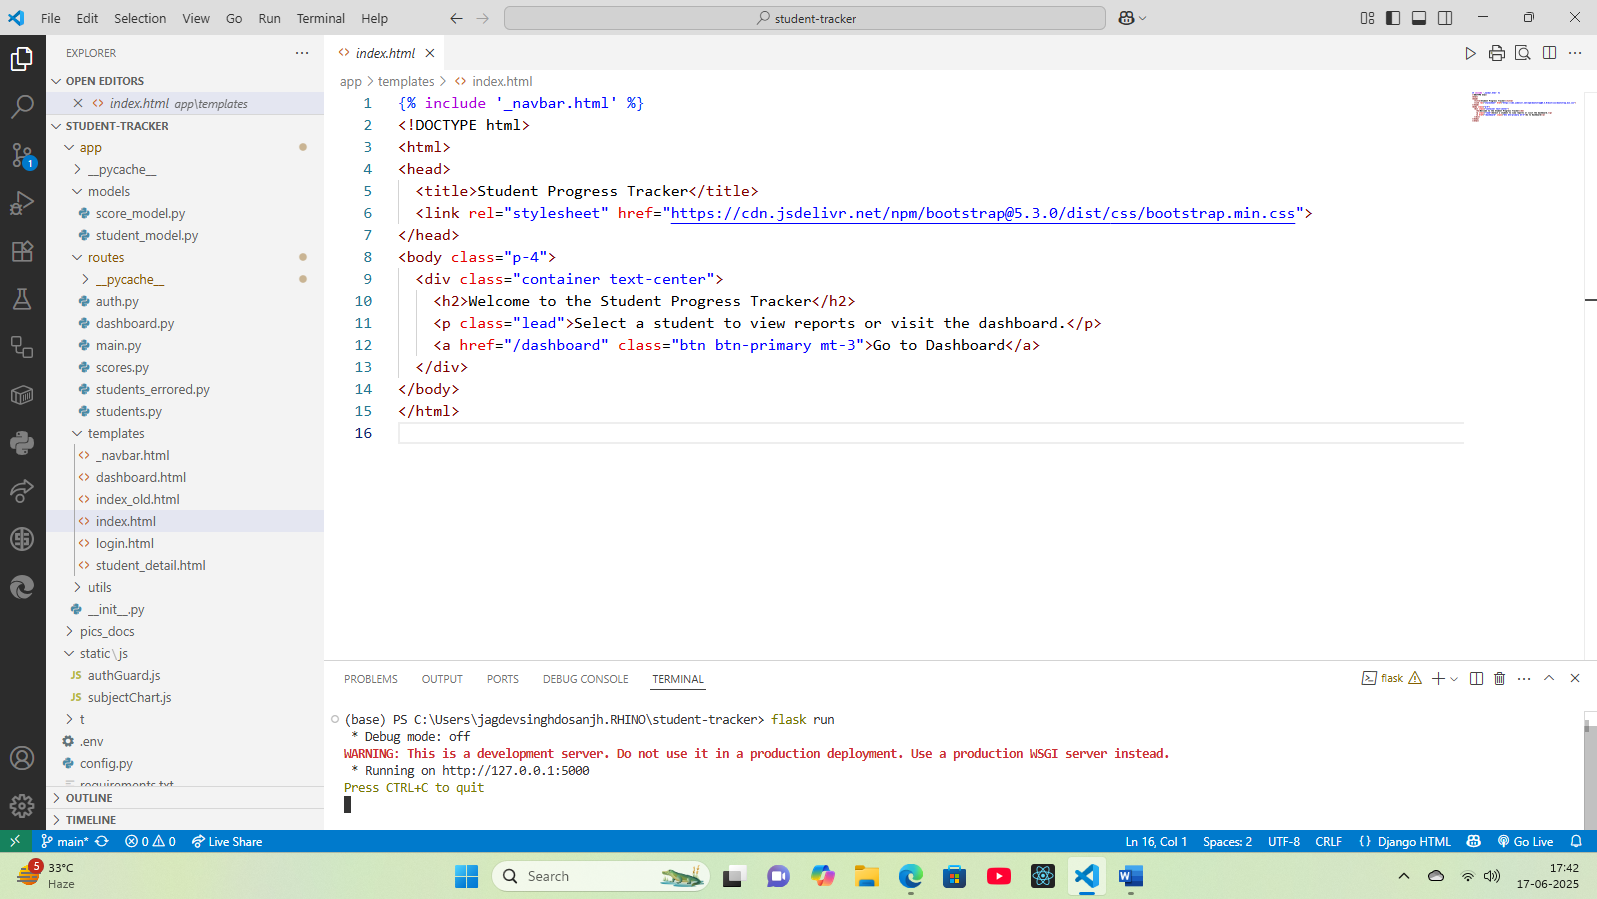 File Edit Selection View Go Run Terminal Help
student-tracker
EXPLORER
OPEN EDITORS
index.html app\templates
STUDENT-TRACKER
app
__pycache__
models
score_model.py
student_model.py
routes
__pycache__
auth.py
dashboard.py
main.py
scores.py
students_errored.py
students.py
templates
_navbar.html
dashboard.html
index_old.html
index.html
login.html
student_detail.html
utils
__init__.py
pics_docs
static\js
JS authGuard.js
JS subjectChart.js
t
.env
config.py
requirements.txt
OUTLINE
TIMELINE
1
index.html
app > templates > index.html
1 {% include '_navbar.html' %}
2 <!DOCTYPE html>
3 <html>
4 <head>
5 <title>Student Progress Tracker</title>
6 <link rel="stylesheet" href="https://cdn.jsdelivr.net/npm/bootstrap@5.3.0/dist/css/bootstrap.min.css">
7 </head>
8 <body class="p-4">
9 <div class="container text-center">
10 <h2>Welcome to the Student Progress Tracker</h2>
11 <p class="lead">Select a student to view reports or visit the dashboard.</p>
12 <a href="/dashboard" class="btn btn-primary mt-3">Go to Dashboard</a>
13 </div>
14 </body>
15 </html>
16
PROBLEMS OUTPUT PORTS DEBUG CONSOLE TERMINAL
flask
(base) PS C:\Users\jagdevsinghdosanjh.RHINO\student-tracker> flask run
* Debug mode: off
WARNING: This is a development server. Do not use it in a production deployment. Use a production WSGI server instead.
* Running on http://127.0.0.1:5000
Press CTRL+C to quit
main* 0 0 Live Share
Ln 16, Col 1 Spaces: 2 UTF-8 CRLF {} Django HTML Go Live
5
33°C
Haze
Search
17:42
17-06-2025